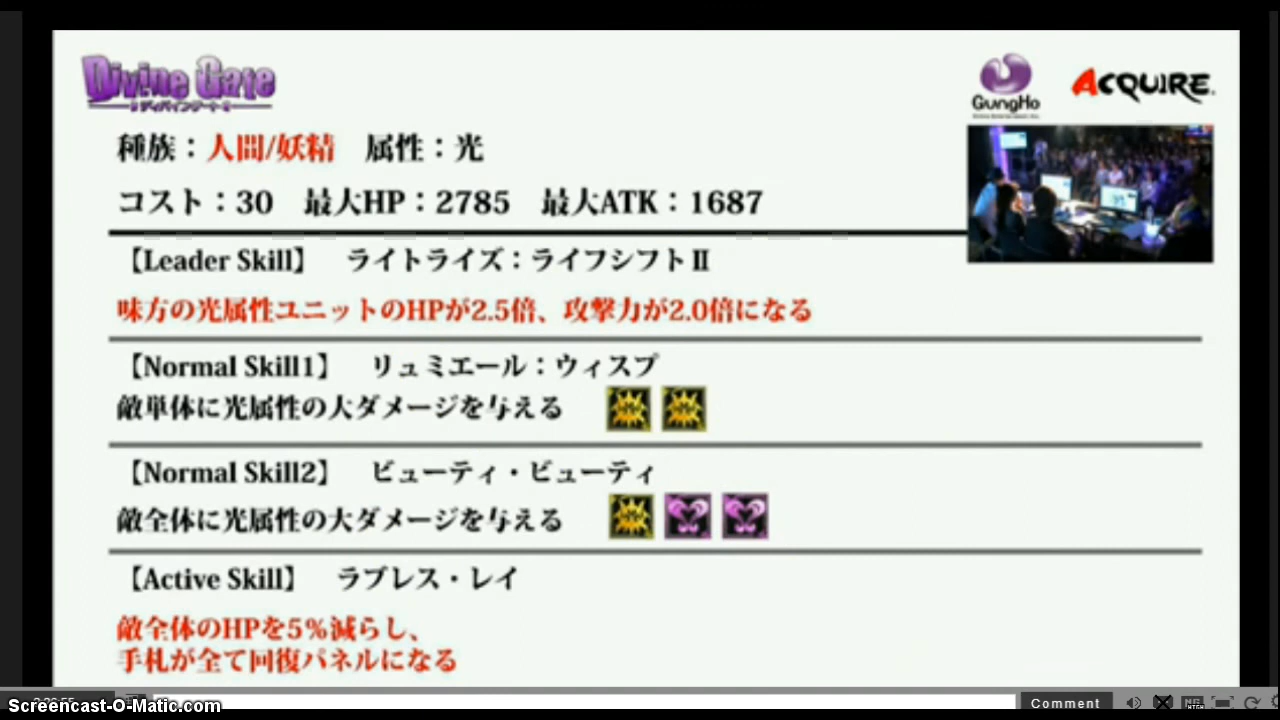 Divine Gate
ディバインゲート
GungHo
ACQUIRE.
種族：人間/妖精　属性：光
コスト：30　最大HP：2785　最大ATK：1687
【Leader Skill】　ライトライズ：ライフシフトⅡ
味方の光属性ユニットのHPが2.5倍、攻撃力が2.0倍になる
【Normal Skill1】　リュミエール：ウィスプ
敵単体に光属性の大ダメージを与える
【Normal Skill2】　ビューティ・ビューティ
敵全体に光属性の大ダメージを与える
【Active Skill】　ラブレス・レイ
敵全体のHPを5%減らし、
手札が全て回復パネルになる
Screencast-O-Matic.com
Comment